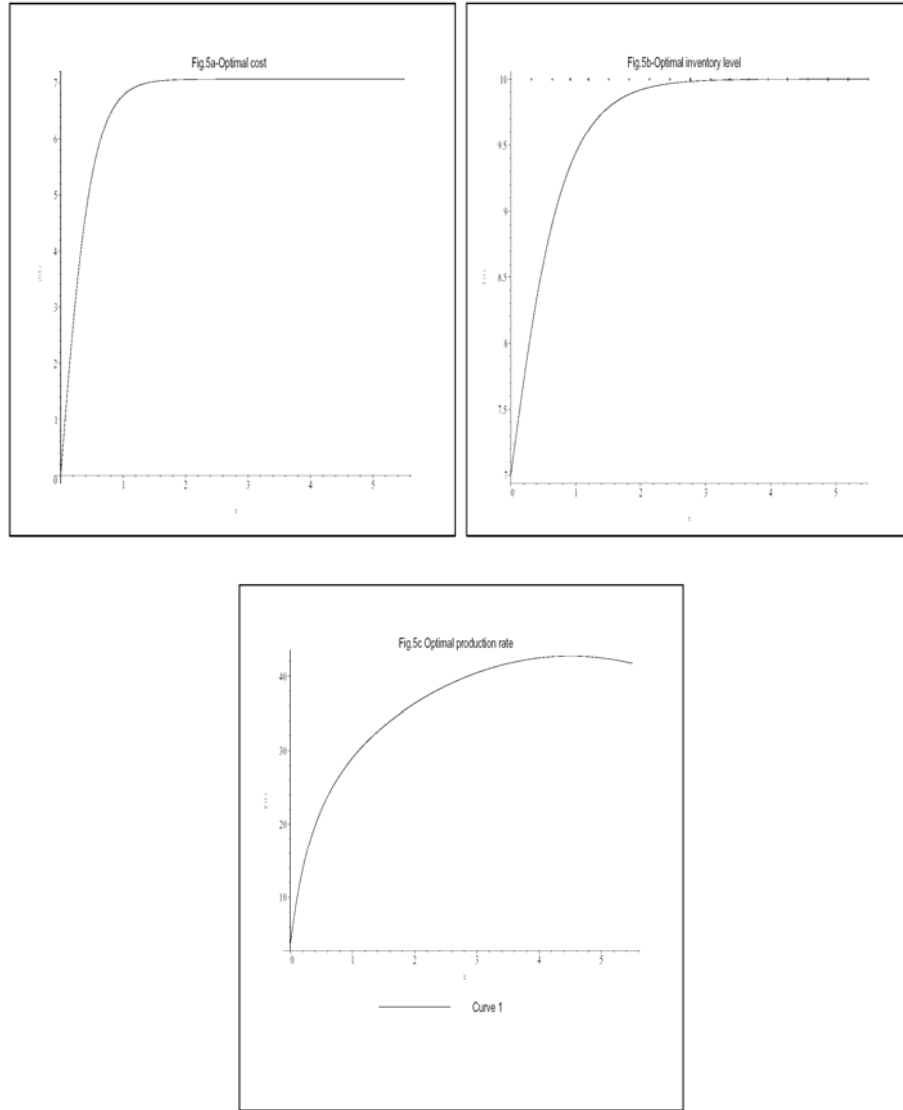 Fig.5a-Optimal cost
7
6
5
4
3
2
1
0
1 2 3 4 5
t
Fig.5b-Optimal inventory level
10
9.5
9
8.5
8
7.5
7
0 1 2 3 4 5
t
Fig.5c Optimal production rate
40
30
20
10
0 1 2 3 4 5
t
Curve 1